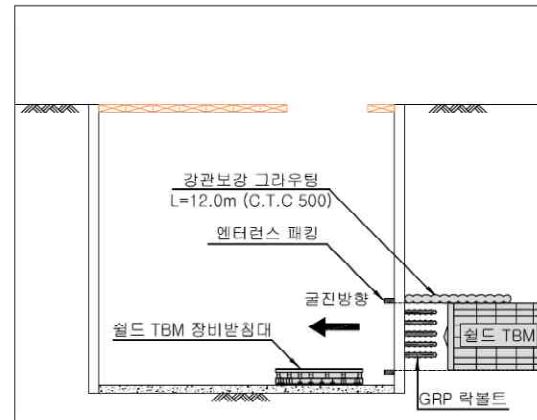 강관보강 그라우팅
L=12.0m (C.T.C 500)
엔터런스 패킹
굴진방향
쉴드 TBM 장비받침대
쉴드 TBM
GRP 락볼트